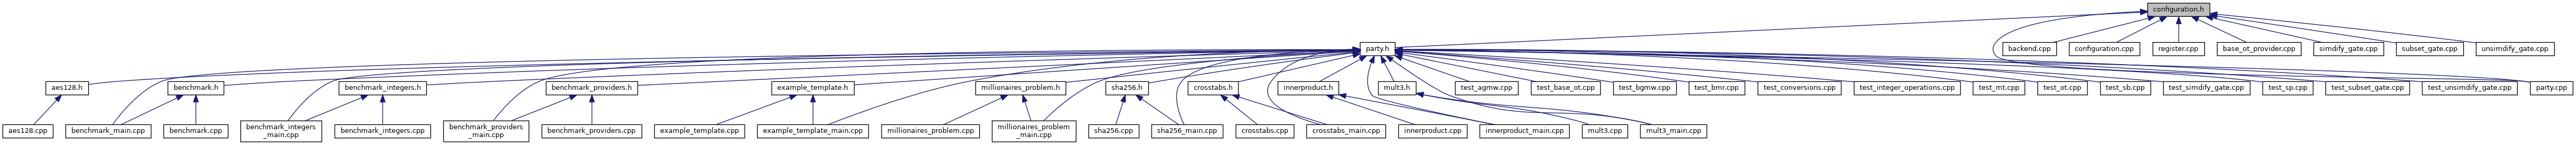 configuration.h
party.h
backend.cpp
configuration.cpp
register.cpp
base_ot_provider.cpp
simdify_gate.cpp
subset_gate.cpp
unsimdify_gate.cpp
aes128.h
benchmark.h
benchmark_integers.h
benchmark_providers.h
example_template.h
millionaires_problem.h
sha256.h
crosstabs.h
innerproduct.h
mult3.h
test_agmw.cpp
test_base_ot.cpp
test_bgmw.cpp
test_bmr.cpp
test_conversions.cpp
test_integer_operations.cpp
test_mt.cpp
test_ot.cpp
test_sb.cpp
test_simdify_gate.cpp
test_sp.cpp
test_subset_gate.cpp
test_unsimdify_gate.cpp
party.cpp
aes128.cpp
benchmark_main.cpp
benchmark.cpp
benchmark_integers
_main.cpp
benchmark_integers.cpp
benchmark_providers
_main.cpp
benchmark_providers.cpp
example_template.cpp
example_template_main.cpp
millionaires_problem.cpp
millionaires_problem
_main.cpp
sha256.cpp
sha256_main.cpp
crosstabs.cpp
crosstabs_main.cpp
innerproduct.cpp
innerproduct_main.cpp
mult3.cpp
mult3_main.cpp